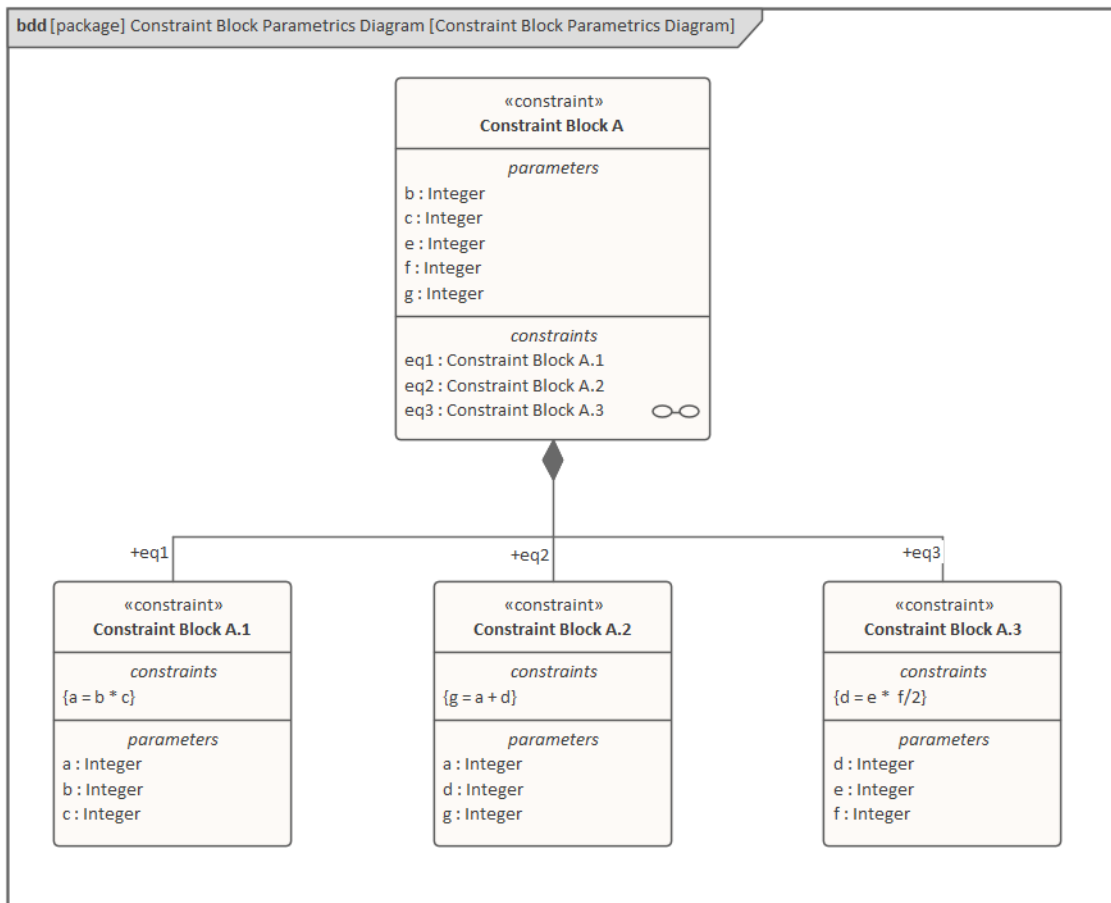 bdd [package] Constraint Block Parametrics Diagram [Constraint Block Parametrics Diagram]
«constraint»
Constraint Block A
parameters
b : Integer
c : Integer
e : Integer
f : Integer
g : Integer
constraints
eq1 : Constraint Block A.1
eq2 : Constraint Block A.2
eq3 : Constraint Block A.3
+eq1
+eq2
+eq3
«constraint»
Constraint Block A.1
constraints
{a = b * c}
parameters
a : Integer
b : Integer
c : Integer
«constraint»
Constraint Block A.2
constraints
{g = a + d}
parameters
a : Integer
d : Integer
g : Integer
«constraint»
Constraint Block A.3
constraints
{d = e * f/2}
parameters
d : Integer
e : Integer
f : Integer